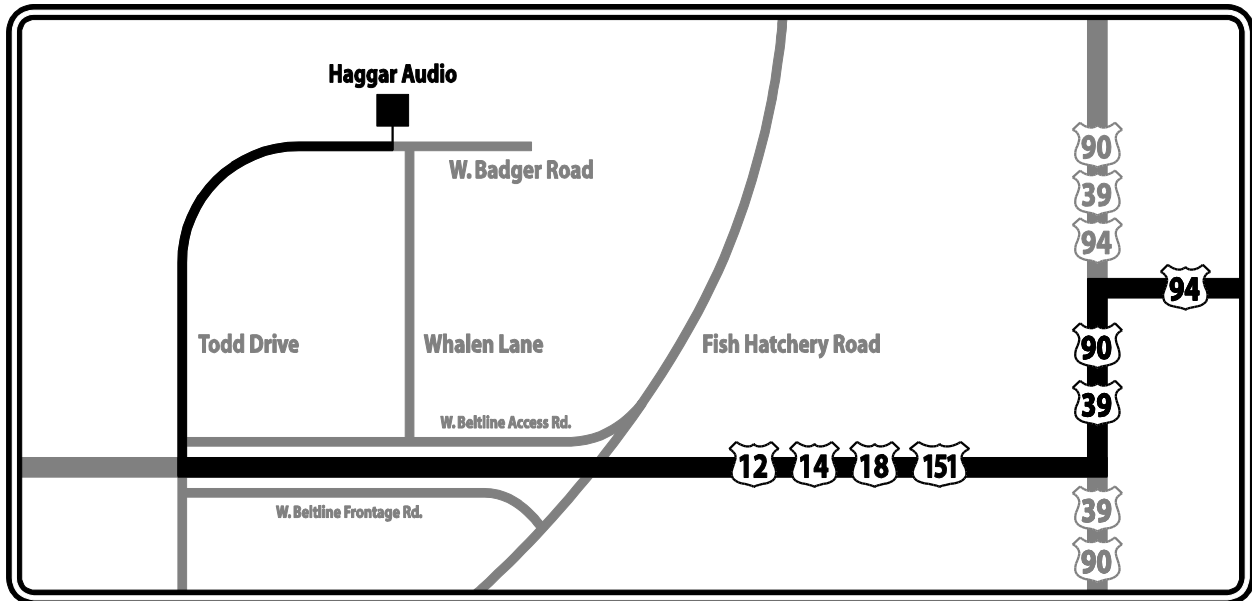 Haggar Audio
W. Badger Road
90
39
94
94
Todd Drive
Whalen Lane
Fish Hatchery Road
90
39
W. Beltline Access Rd.
12 14 18 151
W. Beltline Frontage Rd.
39
90